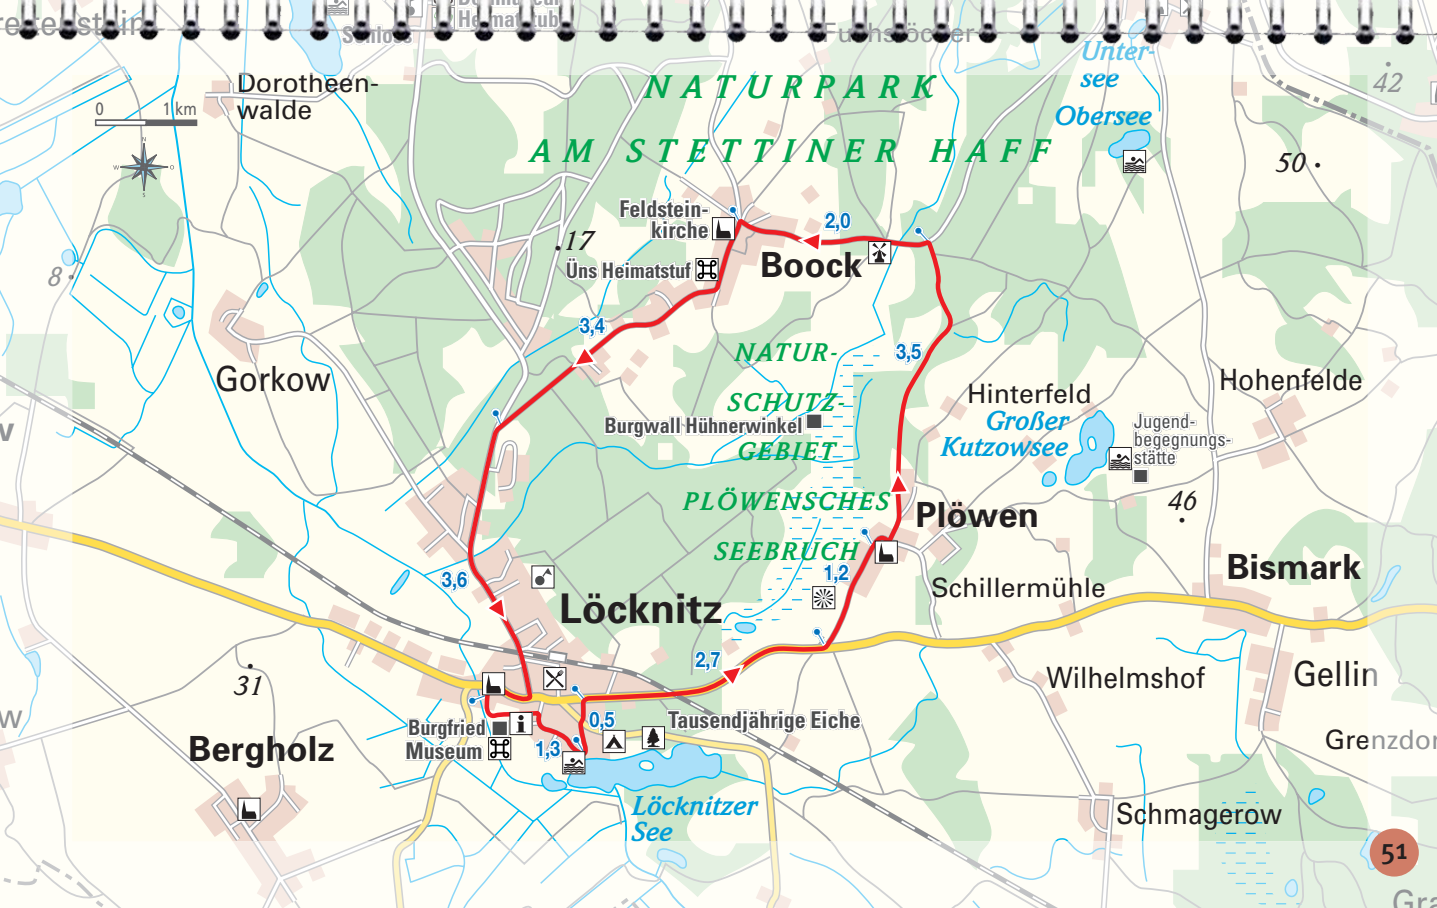 Schloss
Heimatstube
Fuchslöcher
Dorotheen-
walde
0 1 km
N
W O
S
NATURPARK
AM STETTINER HAFF
Unter-
see
Obersee
42
50
Feldstein-
kirche
2,0
17
Boock
Üns Heimatstuf
8
3,4
NATUR-
3,5
Gorkow
Hinterfeld
Hohenfelde
SCHUTZ-
Großer
Kutzowsee
Jugend-
begegnungs-
stätte
Burgwall Hühnerwinkel
GEBIET
PLÖWENSCHES
46
Plöwen
SEEBRUCH
1,2
Bismark
3,6
Schillermühle
Löcknitz
2,7
31
Wilhelmshof
Gellin
Burgfried
Museum
i
0,5
1,3
Tausendjährige Eiche
Bergholz
Grenzdor
Löcknitzer
See
Schmagerow
51